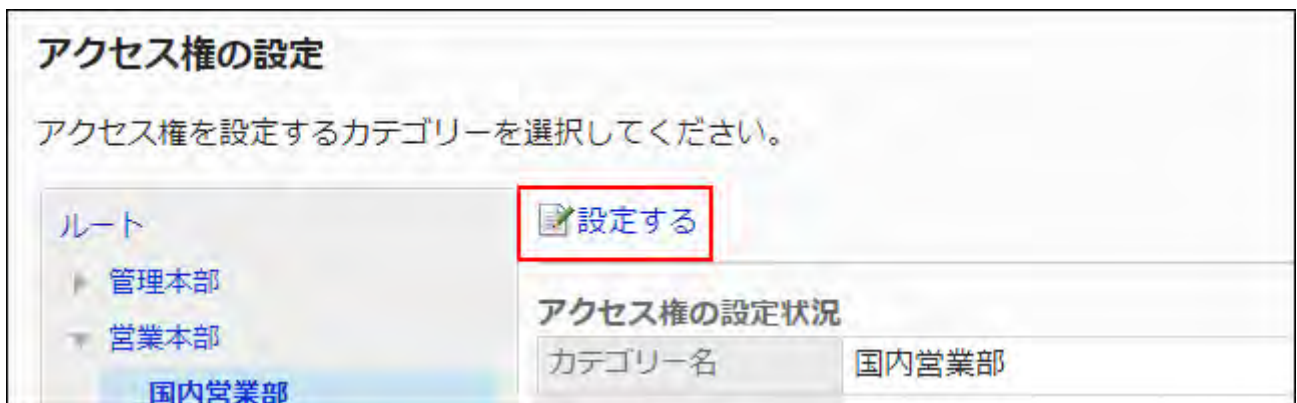 アクセス権の設定
アクセス権を設定するカテゴリーを選択してください。
ルート
管理本部
営業本部
国内営業部
設定する
アクセス権の設定状況
カテゴリー名 国内営業部